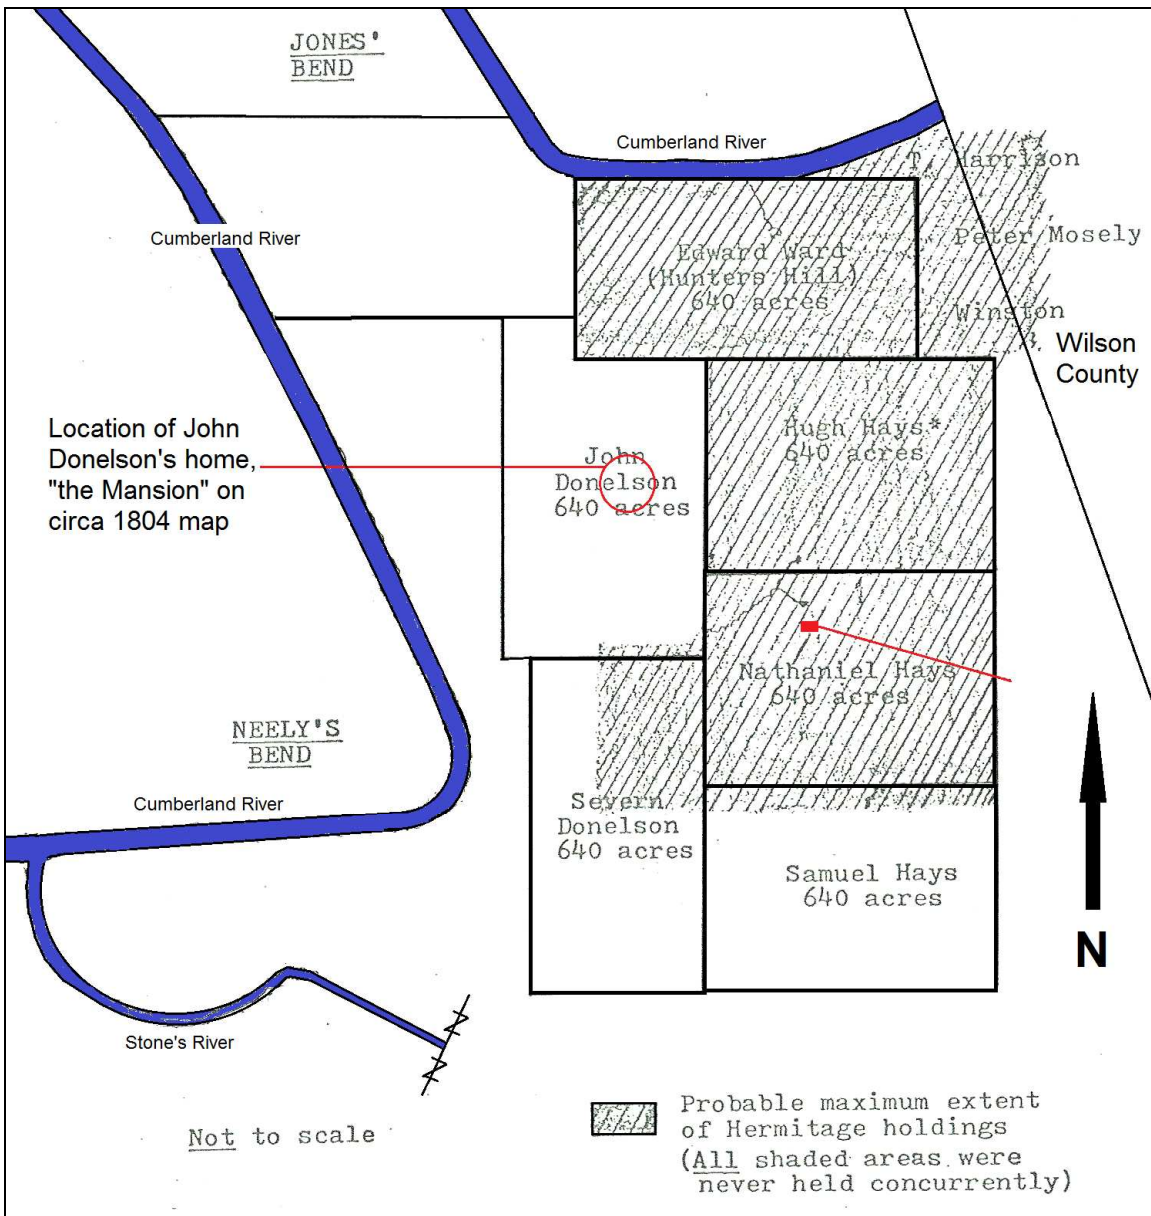 JONES'
BEND
Cumberland River
T. Harrison
Cumberland River
Peter Mosely
Edward Ward
(Hunters Hill)
640 acres
Winston
Wilson
County
Location of John
Donelson's home,
"the Mansion" on
circa 1804 map
John
Donelson
640 acres
Hugh Hays*
640 acres
Nathaniel Hays
640 acres
NEELY'S
BEND
Cumberland River
Severn
Donelson
640 acres
Samuel Hays
640 acres
N
Stone's River
Not to scale
Probable maximum extent
of Hermitage holdings
(All shaded areas were
never held concurrently)